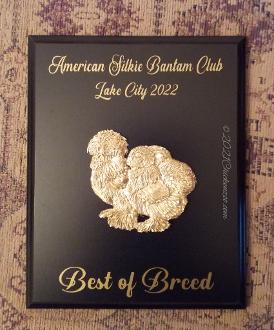 American Silkie Bantam Club
Lake City 2022
Best of Breed